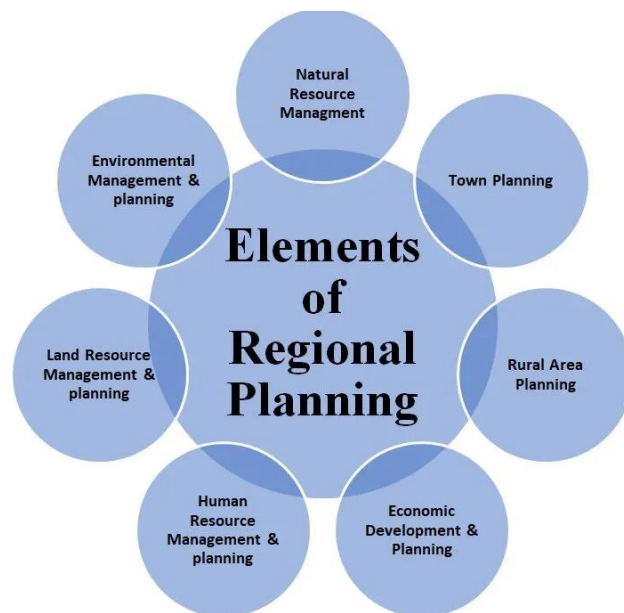 Natural
Resource
Managment
Town Planning
Rural Area
Planning
Economic
Development &
Planning
Human
Resource
Management &
planning
Land Resource
Management &
planning
Environmental
Management &
planning
Elements
of
Regional
Planning